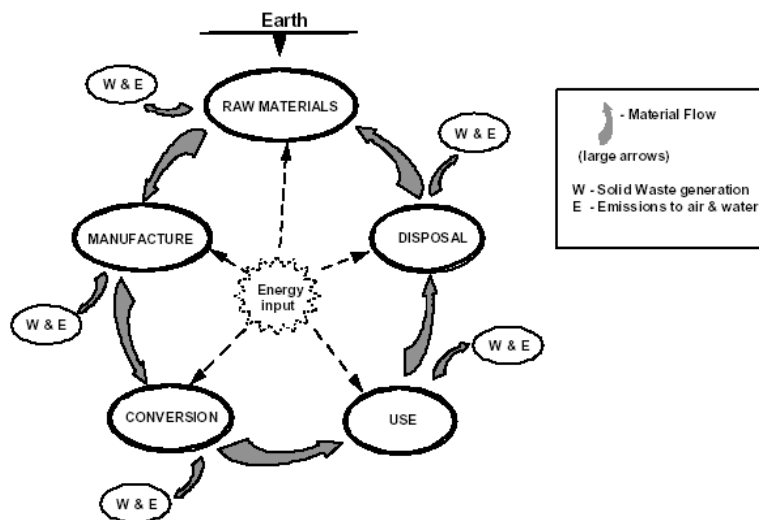 Earth
W & E
RAW MATERIALS
W & E
MANUFACTURE
DISPOSAL
Energy
input
W & E
W & E
CONVERSION
USE
W & E
- Material Flow
(large arrows)
W - Solid Waste generation
E - Emissions to air & water